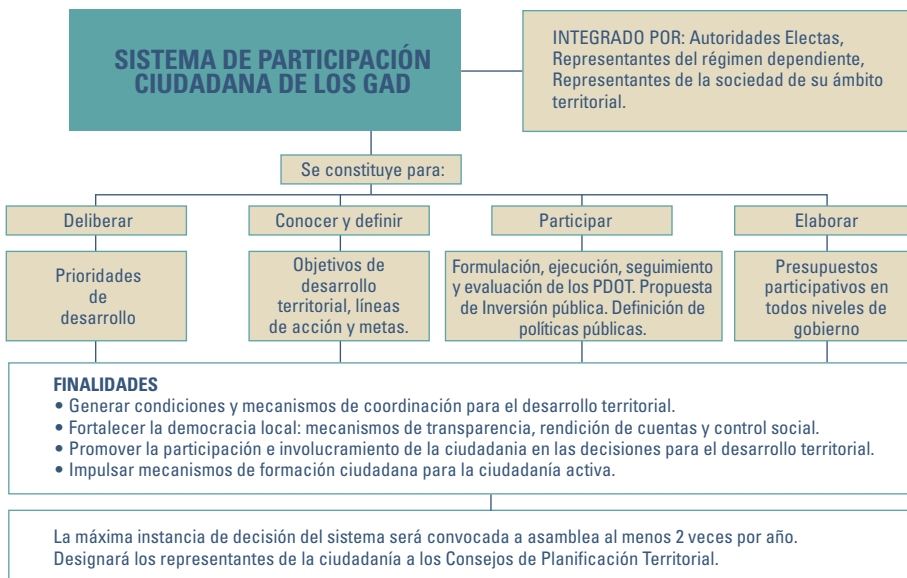 SISTEMA DE PARTICIPACIÓN
CIUDADANA DE LOS GAD
INTEGRADO POR: Autoridades Electas,
Representantes del régimen dependiente,
Representantes de la sociedad de su ámbito
territorial.
Se constituye para:
Deliberar
Prioridades
de
desarrollo
Conocer y definir
Objetivos de
desarrollo
territorial, líneas
de acción y metas.
Participar
Formulación, ejecución, seguimiento
y evaluación de los PDOT. Propuesta
de Inversión pública. Definición de
políticas públicas.
Elaborar
Presupuestos
participativos en
todos niveles de
gobierno
FINALIDADES
• Generar condiciones y mecanismos de coordinación para el desarrollo territorial.
• Fortalecer la democracia local: mecanismos de transparencia, rendición de cuentas y control social.
• Promover la participación e involucramiento de la ciudadania en las decisiones para el desarrollo territorial.
• Impulsar mecanismos de formación ciudadana para la ciudadanía activa.
La máxima instancia de decisión del sistema será convocada a asamblea al menos 2 veces por año.
Designará los representantes de la ciudadanía a los Consejos de Planificación Territorial.